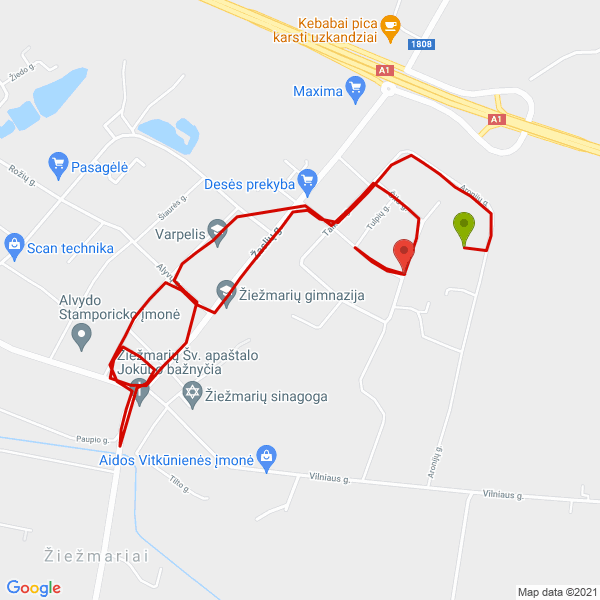 Kebabai pica
karsti uzkandziai
1808
A1
Maxima
A1
Žiedo g.
Pasagėlė
Rožių g.
Šiaurės g.
Desės prekyba
Aronijų g.
Tulpių g.
Varpelis
Žaslių g.
Scan technika
Žiežmarių gimnazija
Alvydo
Stamporicko įmonė
Žiežmarių Šv. apaštalo
Jokūbo bažnyčia
Žiežmarių sinagoga
Paupio g.
Aidos Vitkūnienės įmonė
Vilniaus g.
Aronijų g.
Vilniaus g.
Tilto g.
Žiežmariai
Google
Map data ©2021